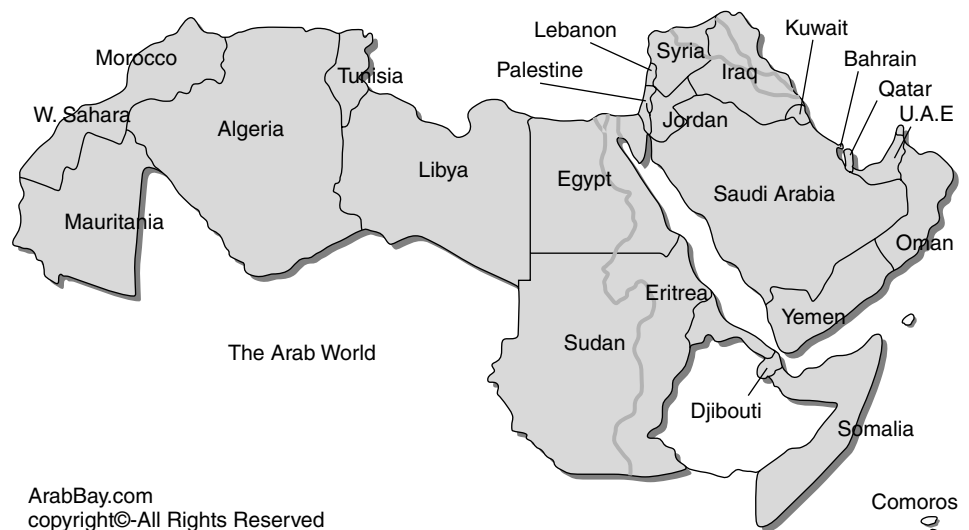 Lebanon
Kuwait
Syria
Morocco
Bahrain
Palestine
Tunisia
Iraq
Qatar
W. Sahara
U.A.E
Algeria
Jordan
Libya
Egypt
Saudi Arabia
Mauritania
Oman
Eritrea
Yemen
The Arab World
Sudan
Djibouti
Somalia
ArabBay.com
copyright©-All Rights Reserved
Comoros